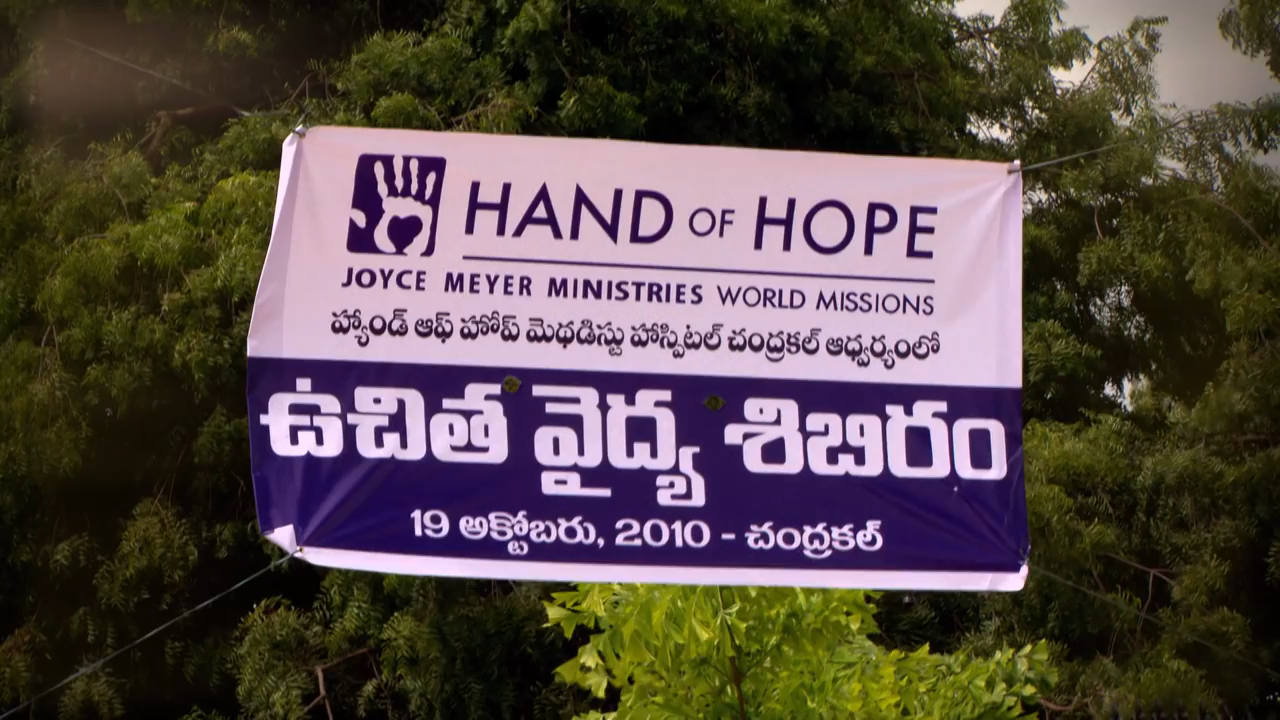 HAND OF HOPE
JOYCE MEYER MINISTRIES WORLD MISSIONS
హ్యాండ్ ఆఫ్ హోప్ మెథడిస్టు హాస్పిటల్ చంద్రకల్ ఆధ్వర్యంలో
ఉచిత వైద్య శిబిరం
19 అక్టోబరు, 2010 - చంద్రకల్